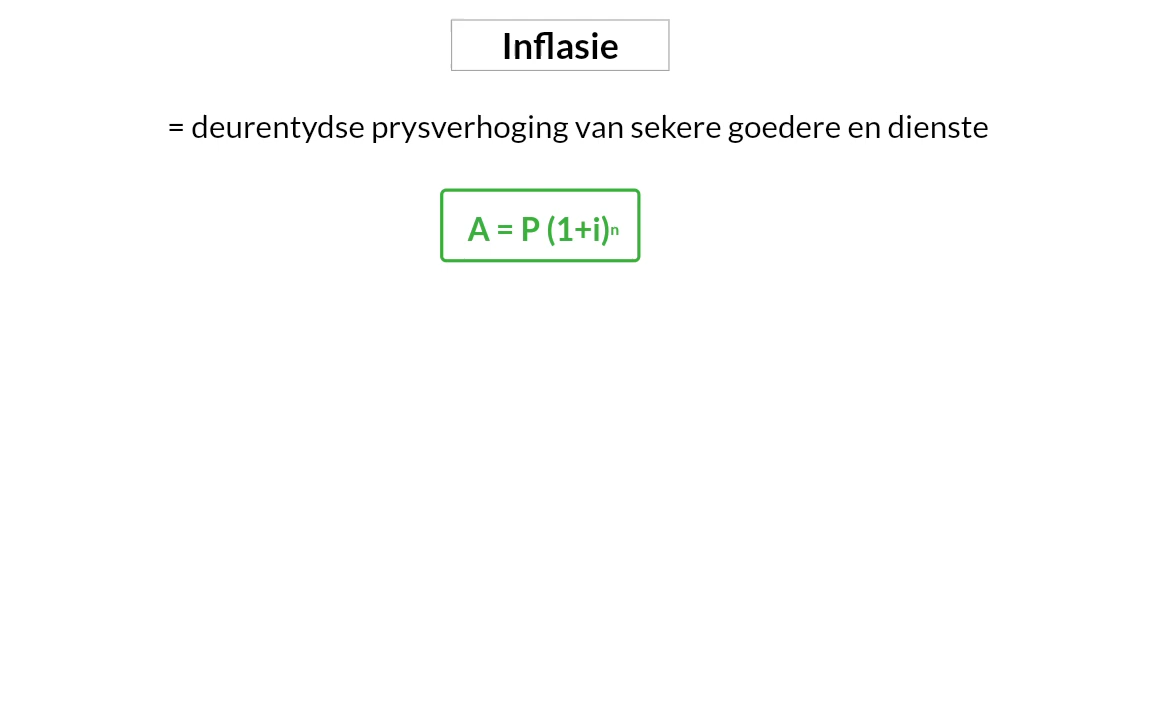 Inflasie
= deurentydse prysverhoging van sekere goedere en dienste
A = P (1+i)ⁿ